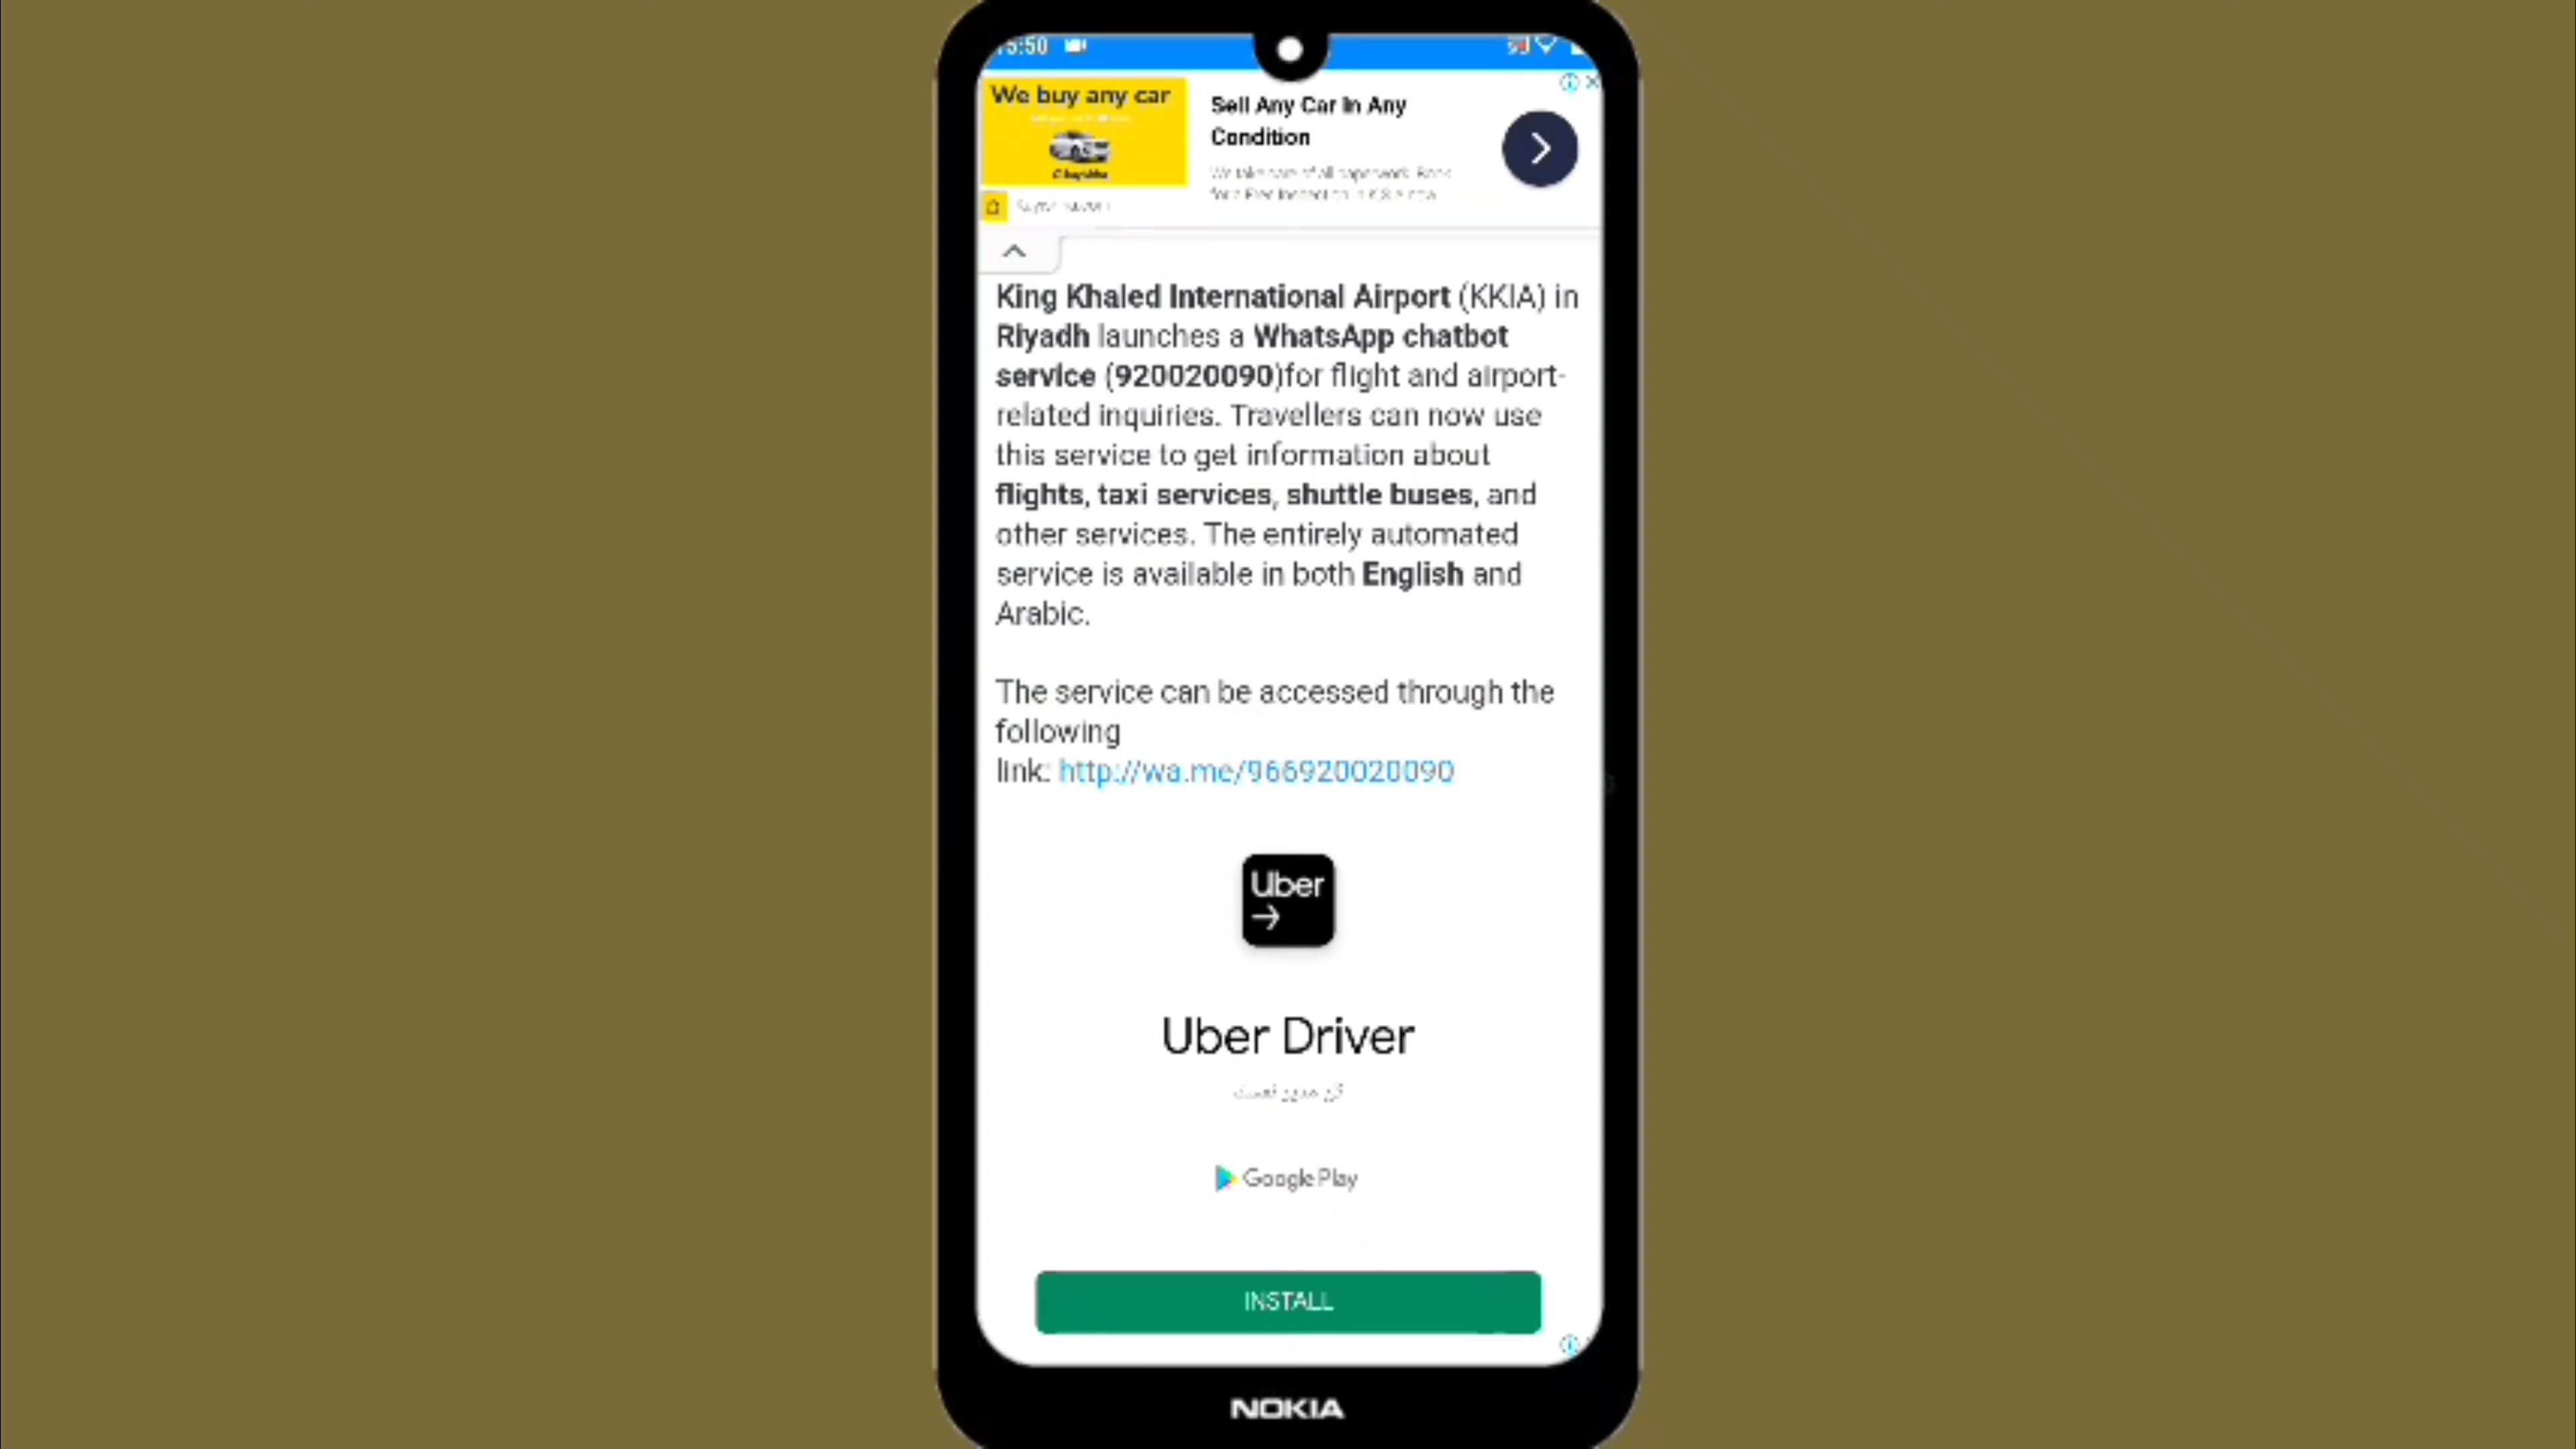 5:50
We buy any car
Sell Any Car In Any
Condition
King Khaled International Airport (KKIA) in
Riyadh launches a WhatsApp chatbot
service (920020090)for flight and airport-
related inquiries. Travellers can now use
this service to get information about
flights, taxi services, shuttle buses, and
other services. The entirely automated
service is available in both English and
Arabic.
The service can be accessed through the
following
link: http://wa.me/966920020090
Uber
Uber Driver
Google Play
INSTALL
NOKIA